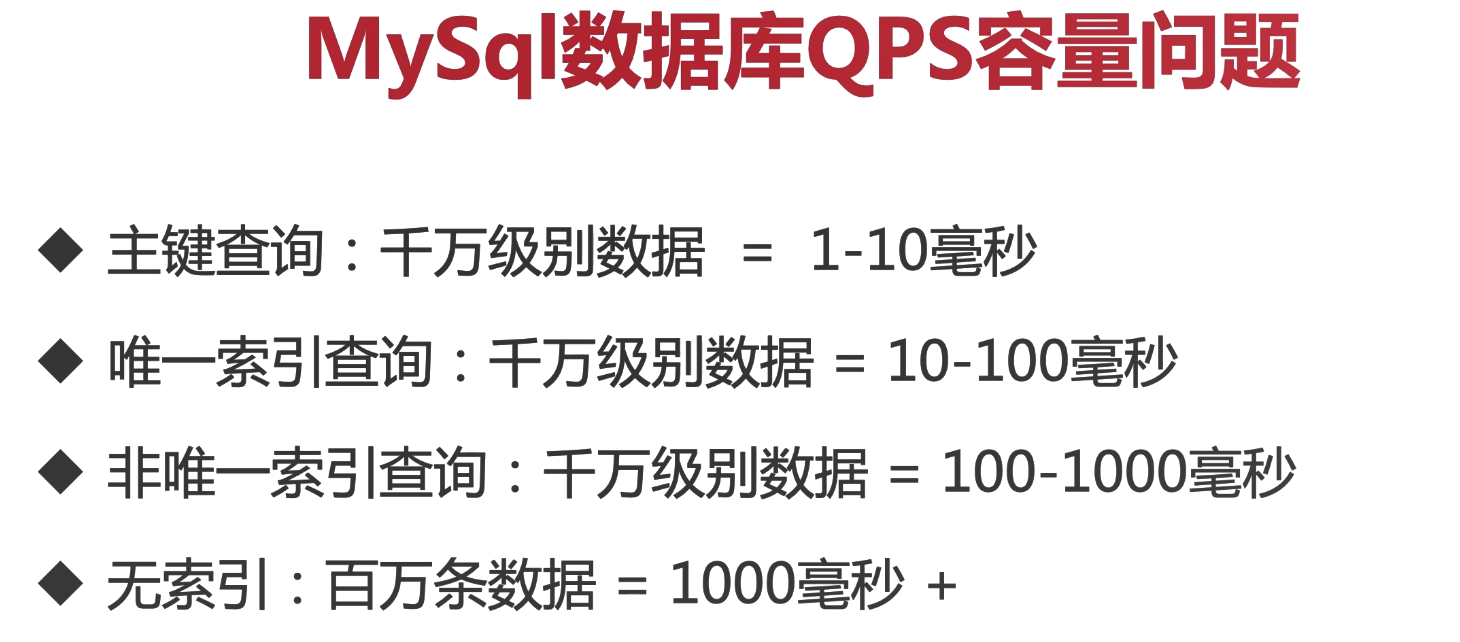 MySql数据库QPS容量问题
◆ 主键查询：千万级别数据 = 1-10毫秒
◆ 唯一索引查询：千万级别数据 = 10-100毫秒
◆ 非唯一索引查询：千万级别数据 = 100-1000毫秒
◆ 无索引：百万条数据 = 1000毫秒 +